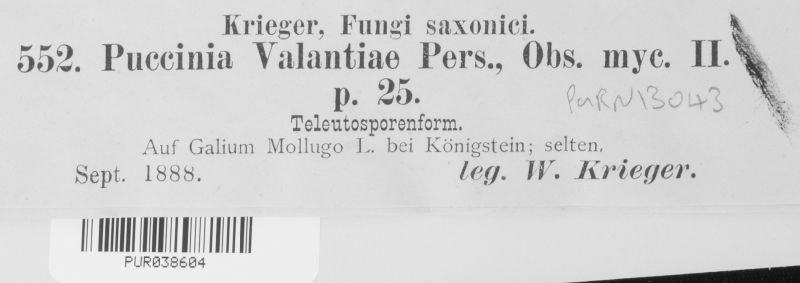 Krieger, Fungi saxonici.
552. Puccinia Valantiae Pers., Obs. myc. II.
p. 25.
PURN13043
Teleutosporenform.
Auf Galium Mollugo L. bei Königstein; selten.
Sept. 1888.
leg. W. Krieger.
PUR038604